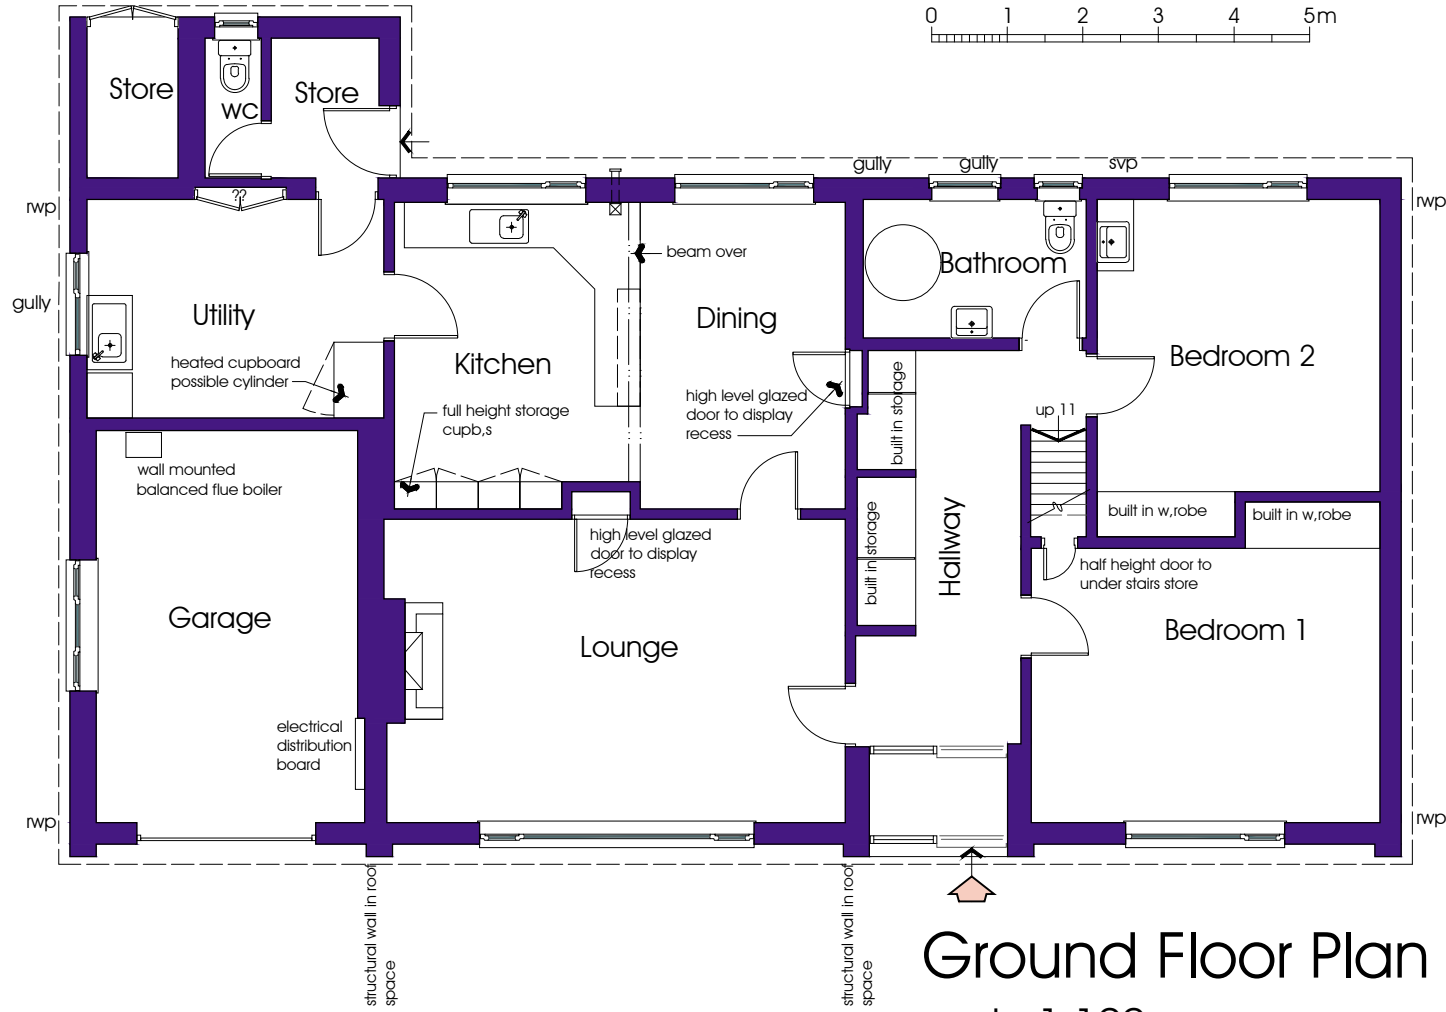 0 1 2 3 4 5m
Store
WC
Store
gully
gully
svp
rwp
??
rwp
beam over
Bathroom
gully
Utility
Dining
Kitchen
Bedroom 2
heated cupboard
possible cylinder
high level glazed
door to display
recess
full height storage
cupb,s
built in storage
up 11
wall mounted
balanced flue boiler
built in w,robe
built in w,robe
high level glazed
door to display
recess
built in storage
Hallway
half height door to
under stairs store
Garage
Lounge
Bedroom 1
electrical
distribution
board
rwp
rwp
structural wall in roof
space
structural wall in roof
space
Ground Floor Plan